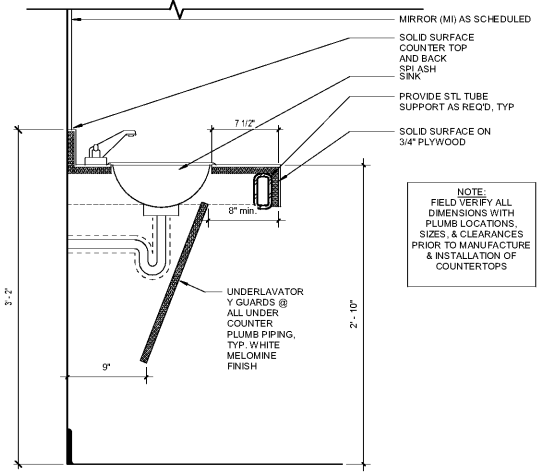 MIRROR (MI) AS SCHEDULED
SOLID SURFACE
COUNTER TOP
AND BACK
SPLASH
SINK
PROVIDE STL TUBE
SUPPORT AS REQ'D, TYP
SOLID SURFACE ON
3/4" PLYWOOD
7 1/2"
8" min.
NOTE:
FIELD VERIFY ALL
DIMENSIONS WITH
PLUMB LOCATIONS,
SIZES, & CLEARANCES
PRIOR TO MANUFACTURE
& INSTALLATION OF
COUNTERTOPS
3'- 2"
2' - 10"
UNDERLAVATOR
Y GUARDS @
ALL UNDER
COUNTER
PLUMB PIPING,
TYP. WHITE
MELOMINE
FINISH
9"